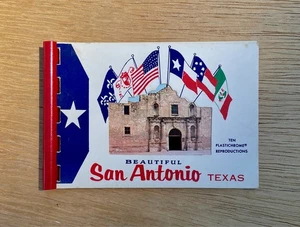 TEN
PLASTICHROME®
REPRODUCTIONS
BEAUTIFUL
San Antonio TEXAS